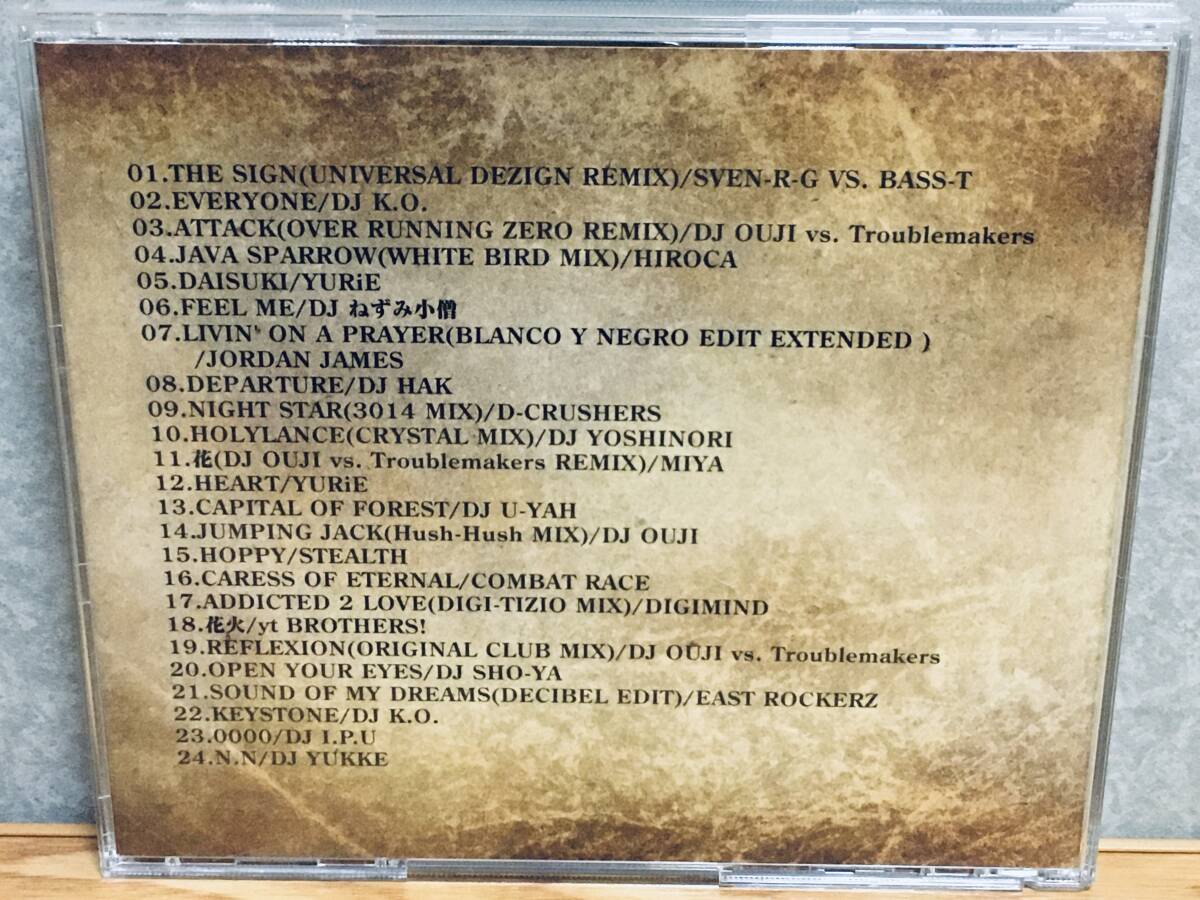 01.THE SIGN(UNIVERSAL DEZIGN REMIX)/SVEN-R-G VS. BASS-T
02.EVERYONE/DJ K.O.
03.ATTACK(OVER RUNNING ZERO REMIX)/DJ OUJI vs. Troublemakers
04.JAVA SPARROW(WHITE BIRD MIX)/HIROCA
05.DAISUKI/YURiE
06.FEEL ME/DJ ねずみ小僧
07.LIVIN' ON A PRAYER(BLANCO Y NEGRO EDIT EXTENDED )
/JORDAN JAMES
08.DEPARTURE/DJ HAK
09.NIGHT STAR(3014 MIX)/D-CRUSHERS
10.HOLYLANCE(CRYSTAL MIX)/DJ YOSHINORI
11.花(DJ OUJI vs. Troublemakers REMIX)/MIYA
12.HEART/YURiE
13.CAPITAL OF FOREST/DJ U-YAH
14.JUMPING JACK(Hush-Hush MIX)/DJ OUJI
15.HOPPY/STEALTH
16.CARESS OF ETERNAL/COMBAT RACE
17.ADDICTED 2 LOVE(DIGI-TIZIO MIX)/DIGIMIND
18.花火/yt BROTHERS!
19.REFLEXION(ORIGINAL CLUB MIX)/DJ OUJI vs. Troublemakers
20.OPEN YOUR EYES/DJ SHO-YA
21.SOUND OF MY DREAMS(DECIBEL EDIT)/EAST ROCKERZ
22.KEYSTONE/DJ K.O.
23.0000/DJ I.P.U
24.N.N/DJ YUKKE